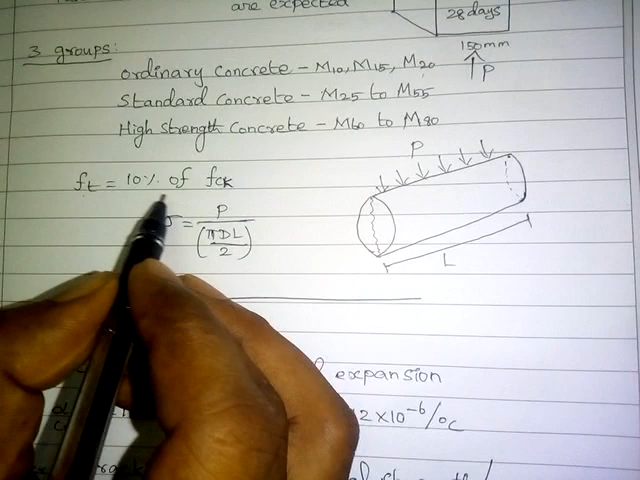 are expected
28 days
150mm
P
3 groups:
ordinary concrete - M10, M15, M20
Standard concrete - M25 to M55
High strength concrete - M60 to M80
P
ft = 10% of fck
σ = P / (πDL / 2)
L
expansion
12 × 10^-6/°C